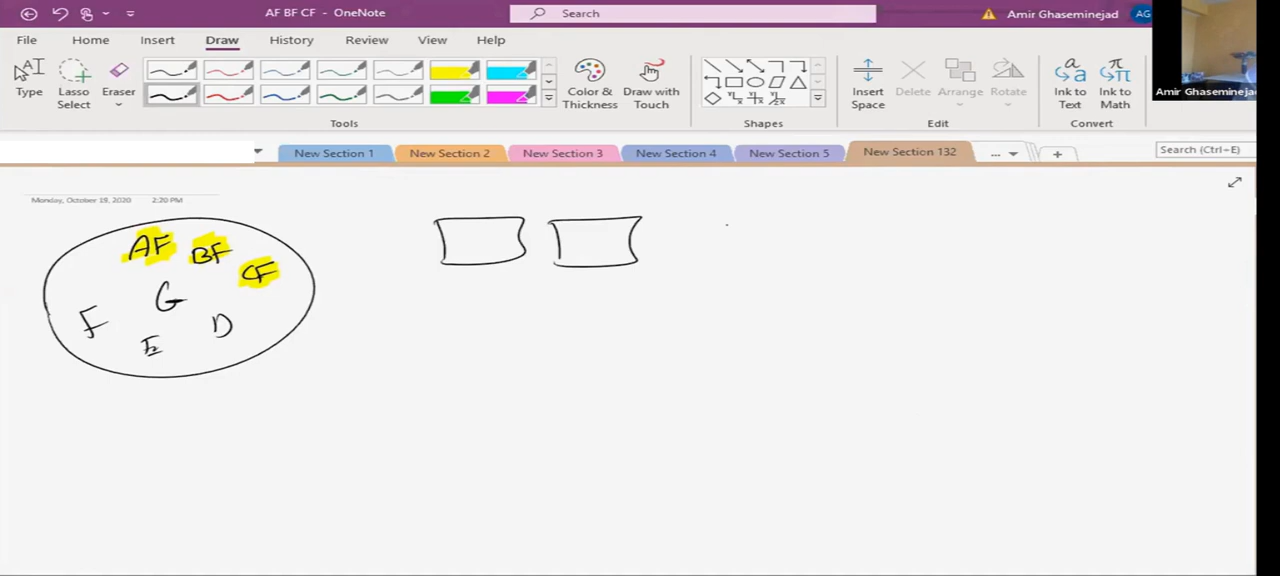 AF BF CF - OneNote
Search
Amir Ghaseminejad
AG
File Home Insert Draw History Review View Help
Type
Lasso Select
Eraser
Color & Thickness
Draw with Touch
Insert Space
Delete
Arrange
Rotate
Ink to Text
Ink to Math
Amir Ghaseminejad
Tools
Shapes
Edit
Convert
New Section 1
New Section 2
New Section 3
New Section 4
New Section 5
New Section 132
...
Search (Ctrl+E)
Monday, October 19, 2020 2:20 PM
AF BF
CF
G
F D
E